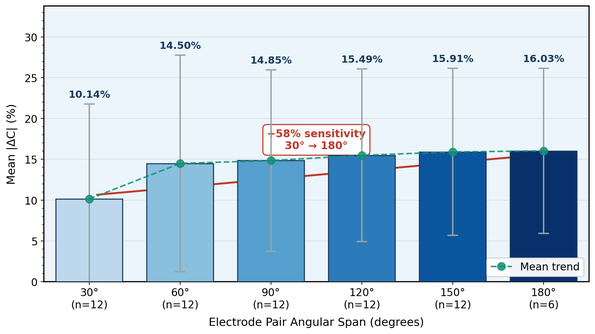 Mean |ΔC| (%)
30
25
20
15
10
5
0
10.14%
14.50%
14.85%
15.49%
15.91%
16.03%
~58% sensitivity
30° → 180°
Mean trend
30°
(n=12)
60°
(n=12)
90°
(n=12)
120°
(n=12)
150°
(n=12)
180°
(n=6)
Electrode Pair Angular Span (degrees)